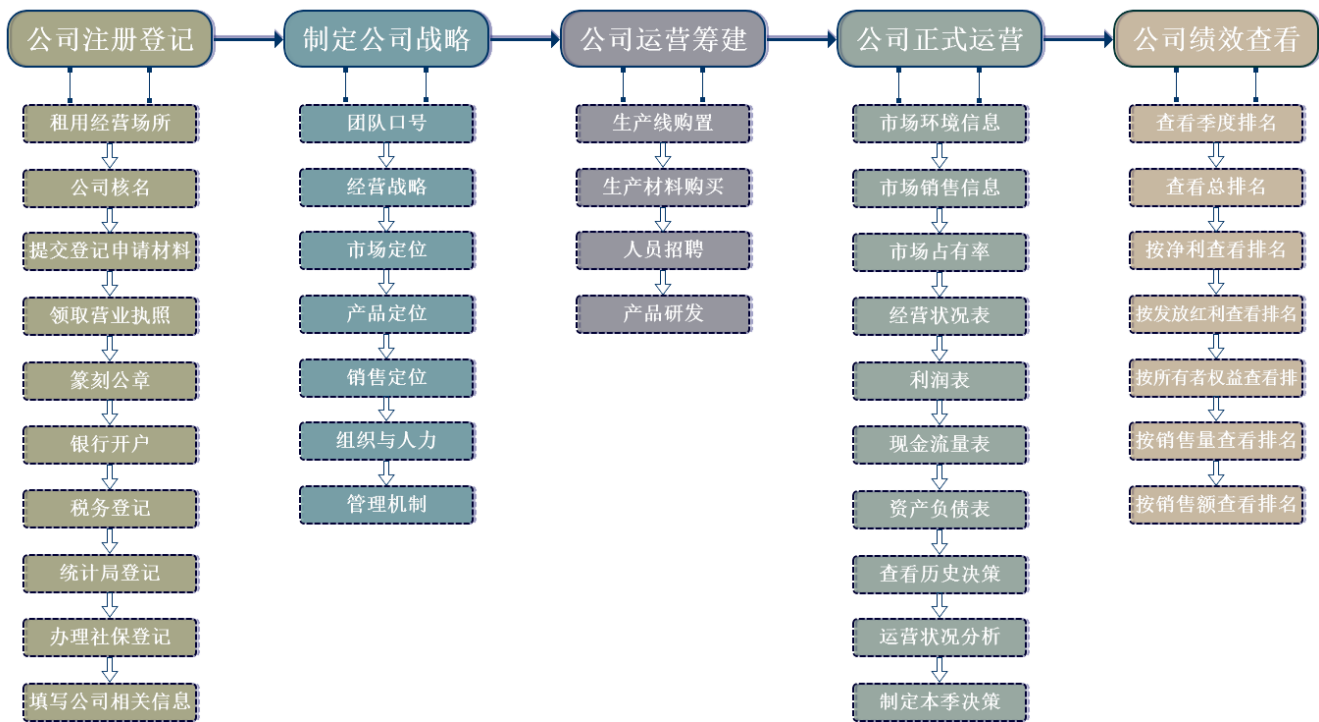 公司注册登记
制定公司战略
公司运营筹建
公司正式运营
公司绩效查看
租用经营场所
公司核名
提交登记申请材料
领取营业执照
篆刻公章
银行开户
税务登记
统计局登记
办理社保登记
填写公司相关信息
团队口号
经营战略
市场定位
产品定位
销售定位
组织与人力
管理机制
生产线购置
生产材料购买
人员招聘
产品研发
市场环境信息
市场销售信息
市场占有率
经营状况表
利润表
现金流量表
资产负债表
查看历史决策
运营状况分析
制定本季决策
查看季度排名
查看总排名
按净利查看排名
按发放红利查看排名
按所有者权益查看排
按销售量查看排名
按销售额查看排名